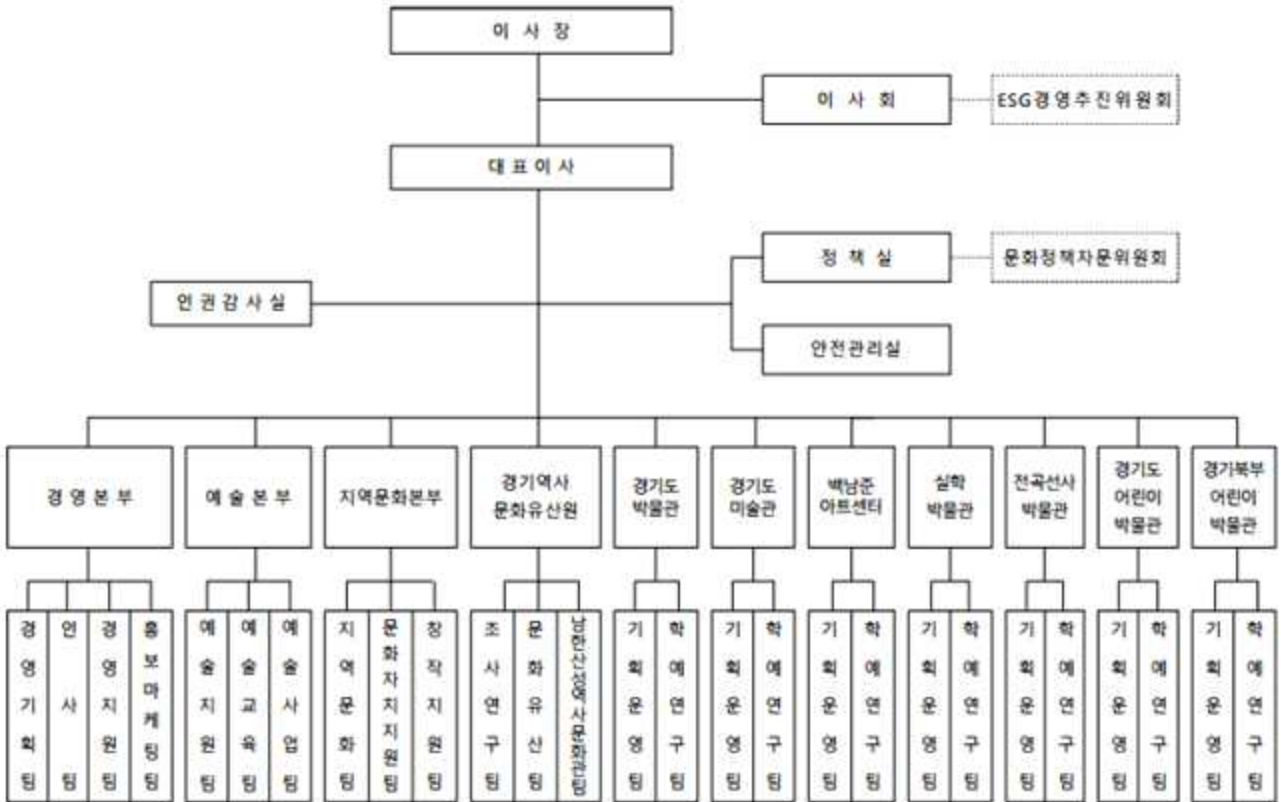 이사장
이사회
ESG경영추진위원회
대표이사
정책실
문화정책자문위원회
인권감사실
안전관리실
경영본부
예술본부
지역문화본부
경기역사
문화유산원
경기도
박물관
경기도
미술관
백남준
아트센터
실학
박물관
전곡선사
박물관
경기도
어린이
박물관
경기북부
어린이
박물관
경영기획팀
인사팀
경영지원팀
홍보마케팅팀
예술지원팀
예술교육팀
예술사업팀
지역문화팀
문화자치지원팀
창작지원팀
조사연구팀
문화유산팀
남한산성역사문화관팀
기획운영팀
학예연구팀
기획운영팀
학예연구팀
기획운영팀
학예연구팀
기획운영팀
학예연구팀
기획운영팀
학예연구팀
기획운영팀
학예연구팀
기획운영팀
학예연구팀